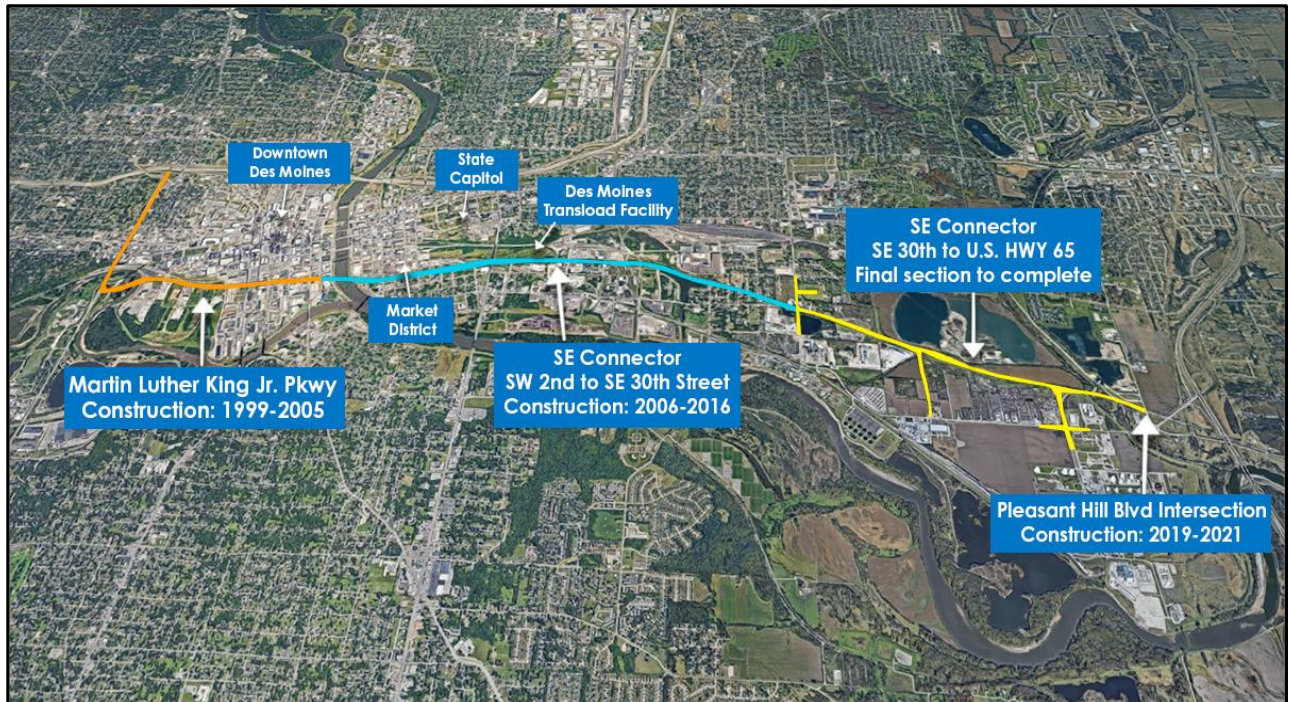 Downtown
Des Moines
State
Capitol
Des Moines
Transload Facility
SE Connector
SE 30th to U.S. HWY 65
Final section to complete
Market
District
Martin Luther King Jr. Pkwy
Construction: 1999-2005
SE Connector
SW 2nd to SE 30th Street
Construction: 2006-2016
Pleasant Hill Blvd Intersection
Construction: 2019-2021